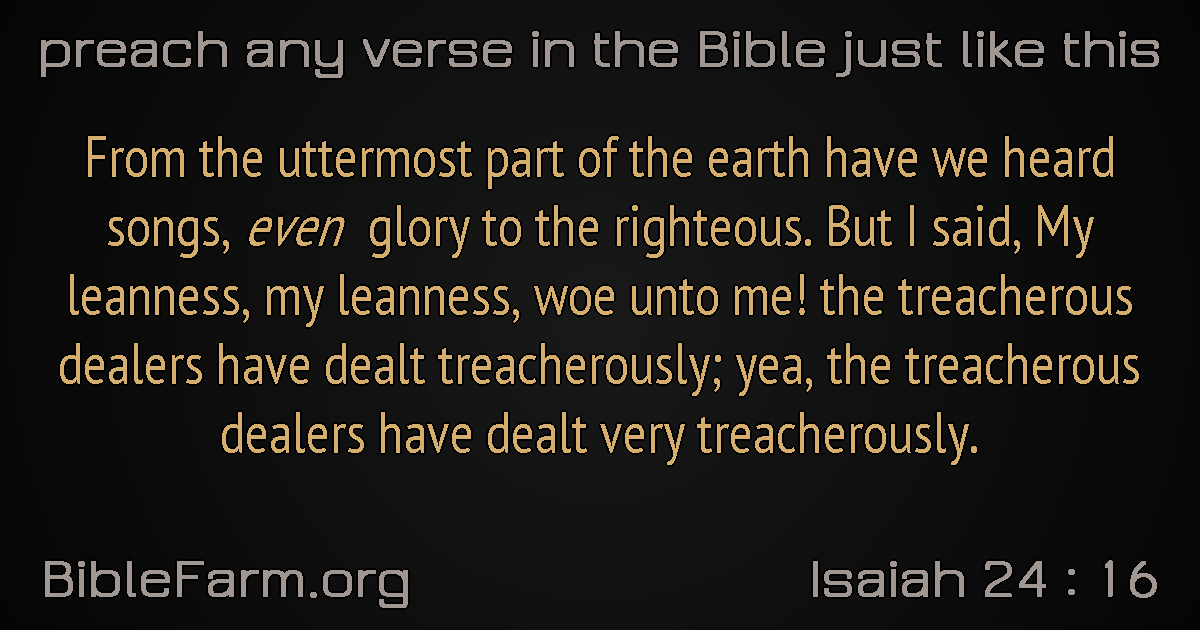 preach any verse in the Bible just like this
From the uttermost part of the earth have we heard
songs, even glory to the righteous. But I said, My
leanness, my leanness, woe unto me! the treacherous
dealers have dealt treacherously; yea, the treacherous
dealers have dealt very treacherously.
BibleFarm.org
Isaiah 24 : 16